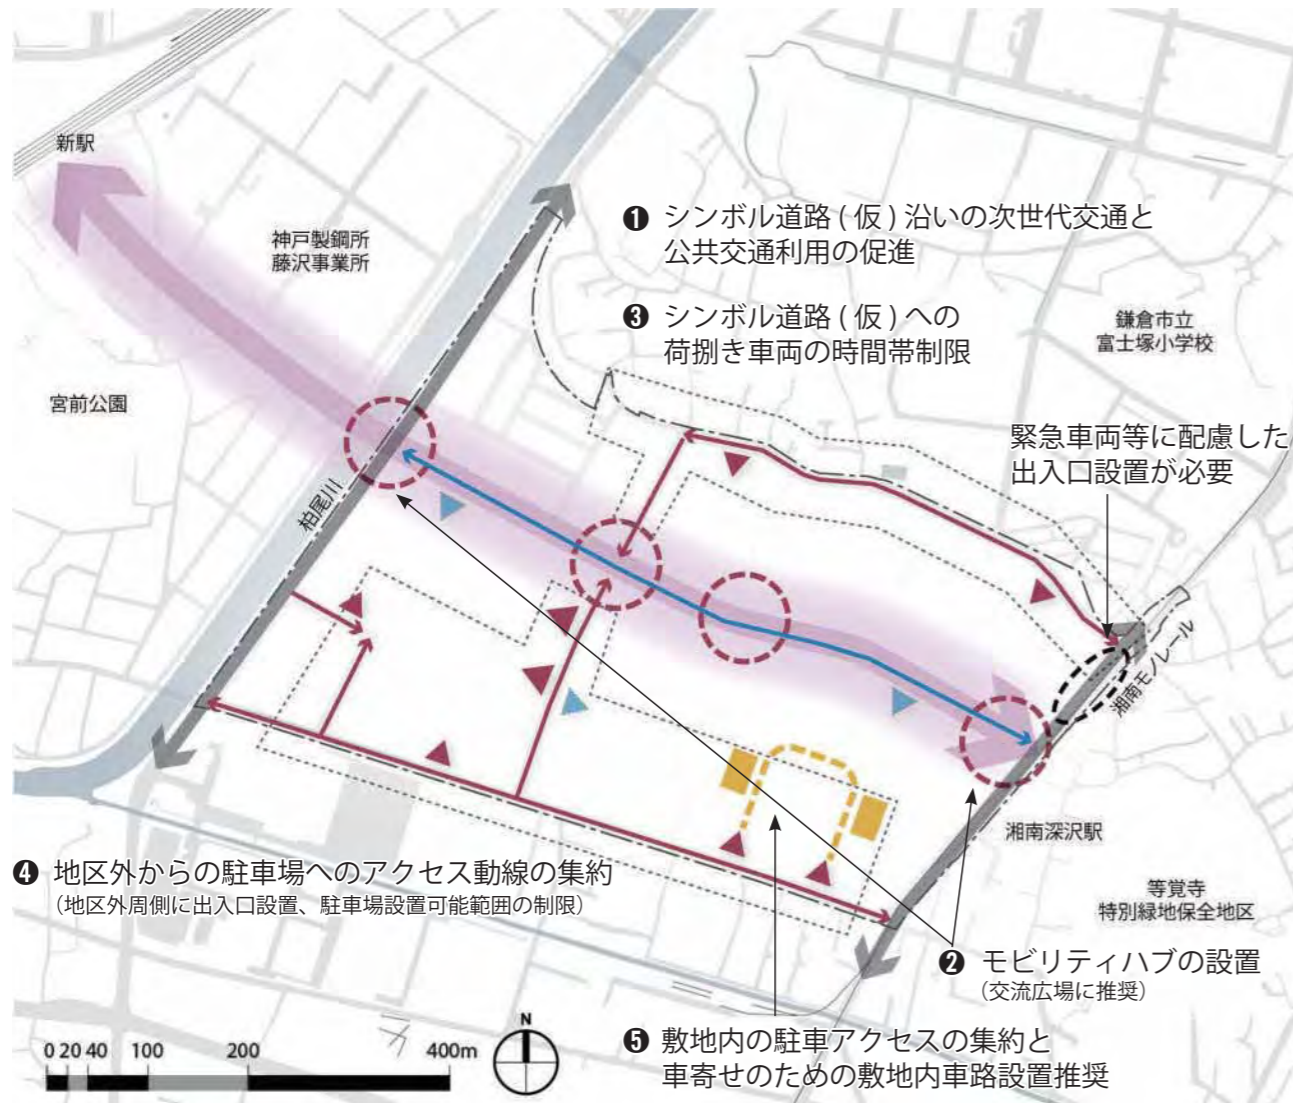 新駅
神戸製鋼所
藤沢事業所
宮前公園
柏尾川
❶ シンボル道路(仮)沿いの次世代交通と
公共交通利用の促進
❸ シンボル道路(仮)への
荷捌き車両の時間帯制限
鎌倉市立
富士塚小学校
緊急車両等に配慮した
出入口設置が必要
湘南モノレール
湘南深沢駅
等覚寺
特別緑地保全地区
❹ 地区外からの駐車場へのアクセス動線の集約
(地区外周側に出入口設置、駐車場設置可能範囲の制限)
❷ モビリティハブの設置
(交流広場に推奨)
❺ 敷地内の駐車アクセスの集約と
車寄せのための敷地内車路設置推奨
0 20 40 100 200 400m
N